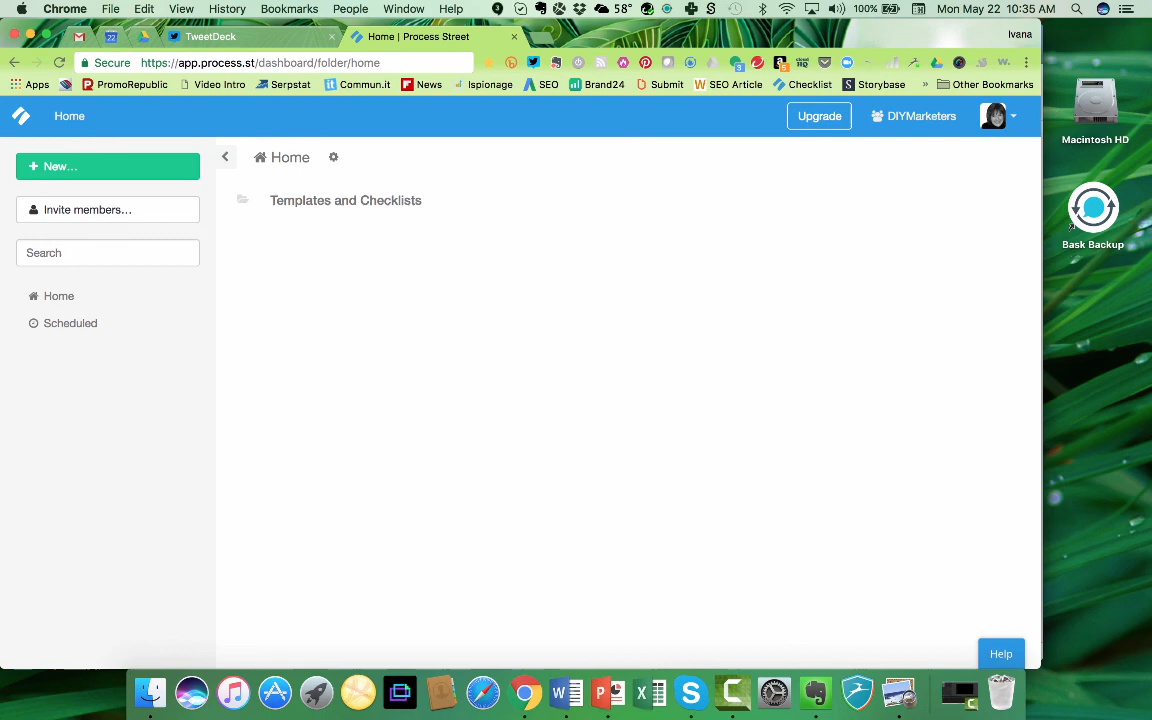 Chrome File Edit View History Bookmarks People Window Help 58° 100% Mon May 22 10:35 AM
TweetDeck Home | Process Street Ivana
Secure https://app.process.st/dashboard/folder/home
Apps PromoRepublic Video Intro Serpstat Commun.it News Ispionage SEO Brand24 Submit SEO Article Checklist Storybase » Other Bookmarks
Home Upgrade DIYMarketers
+ New...
Home
Invite members...
Templates and Checklists
Search
Home
Scheduled
Macintosh HD
Bask Backup
Help